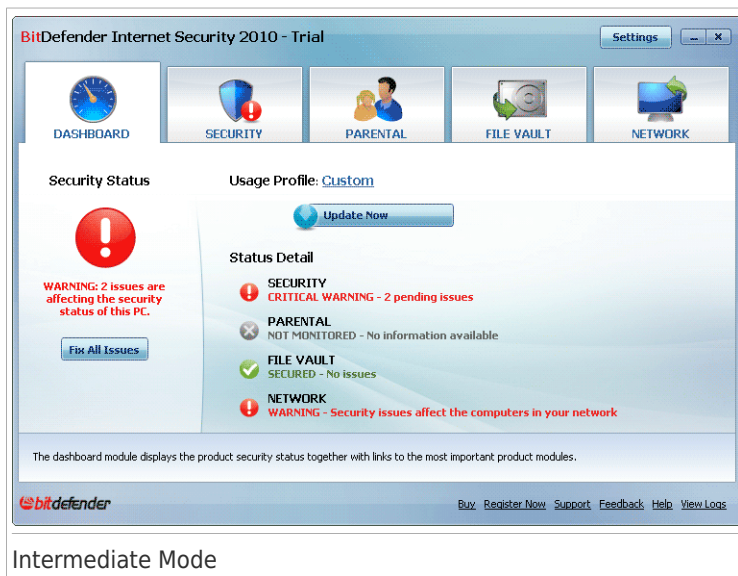 BitDefender Internet Security 2010 - Trial
Settings
DASHBOARD
SECURITY
PARENTAL
FILE VAULT
NETWORK
Security Status
WARNING: 2 issues are
affecting the security
status of this PC.
Fix All Issues
Usage Profile: Custom
Update Now
Status Detail
SECURITY
CRITICAL WARNING - 2 pending issues
PARENTAL
NOT MONITORED - No information available
FILE VAULT
SECURED - No issues
NETWORK
WARNING - Security issues affect the computers in your network
The dashboard module displays the product security status together with links to the most important product modules.
bitdefender
Buy Register Now Support Feedback Help View Logs
Intermediate Mode